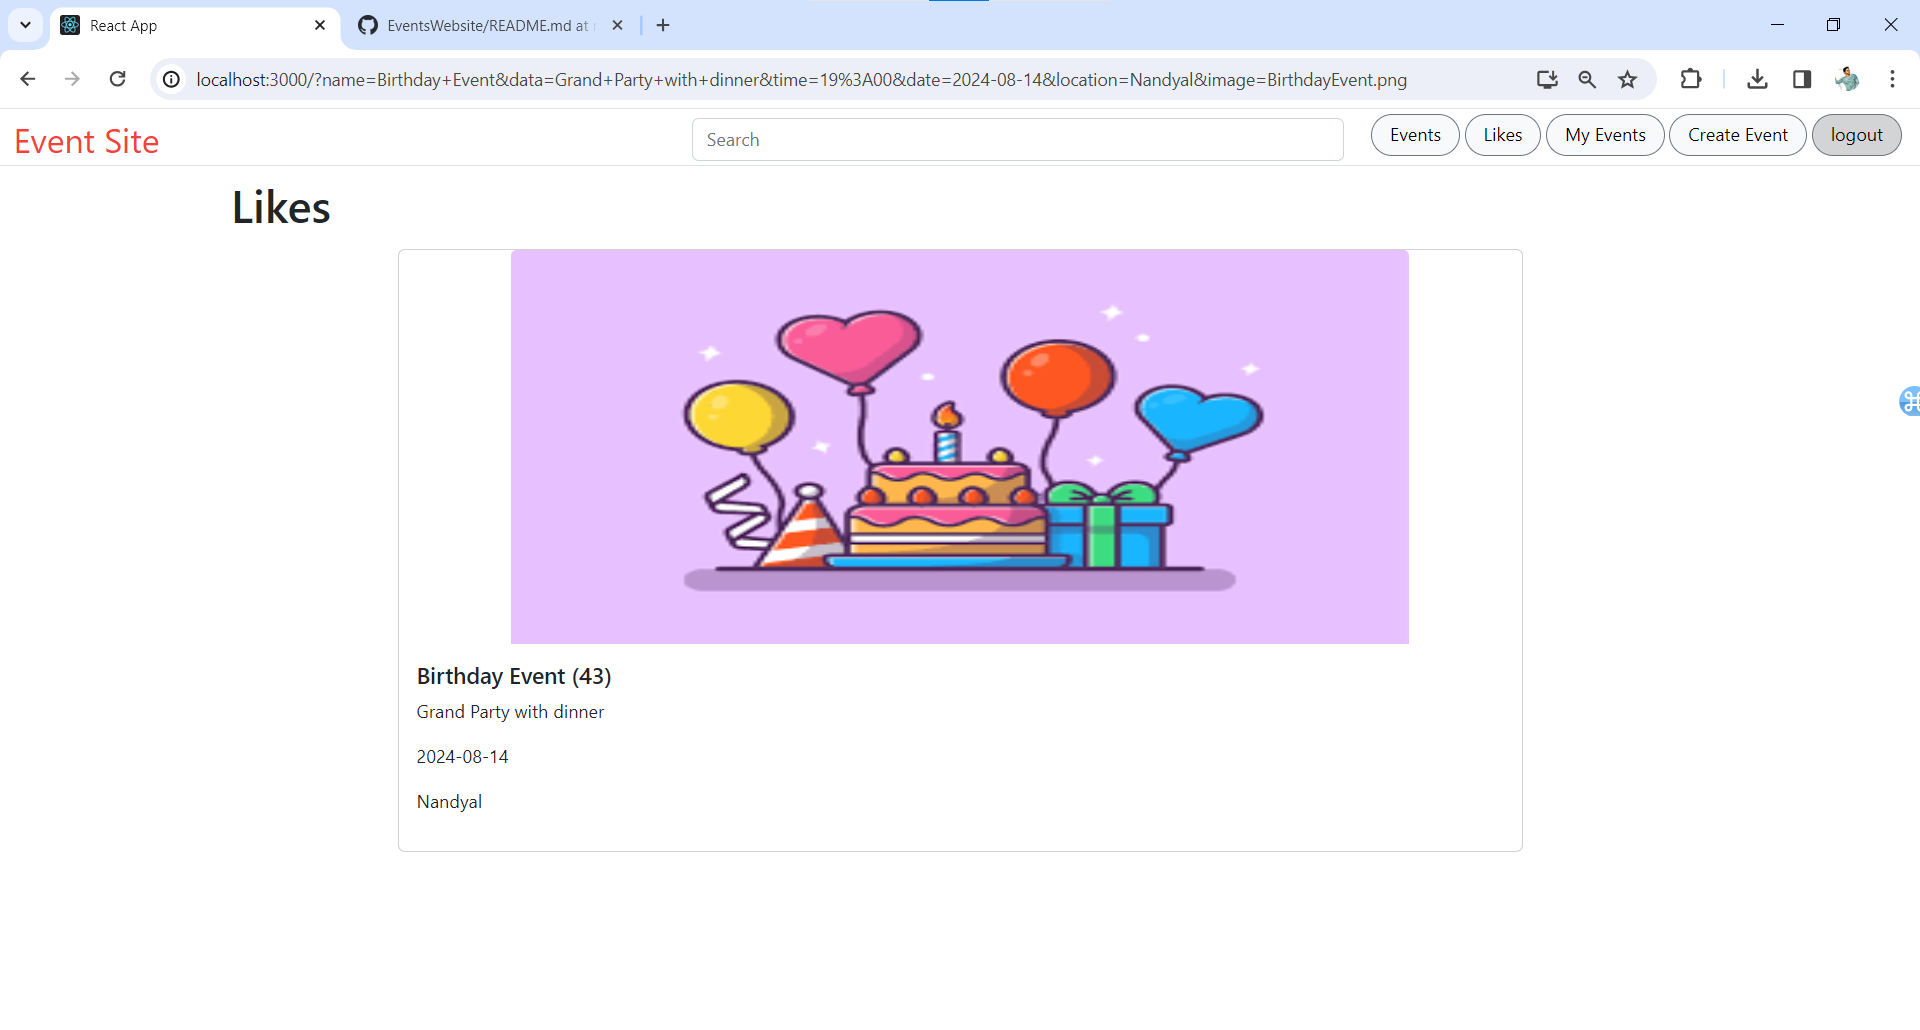 React App
EventsWebsite/README.md at
localhost:3000/?name=Birthday+Event&data=Grand+Party+with+dinner&time=19%3A00&date=2024-08-14&location=Nandyal&image=BirthdayEvent.png
Event Site
Search
Events
Likes
My Events
Create Event
logout
Likes
Birthday Event (43)
Grand Party with dinner
2024-08-14
Nandyal